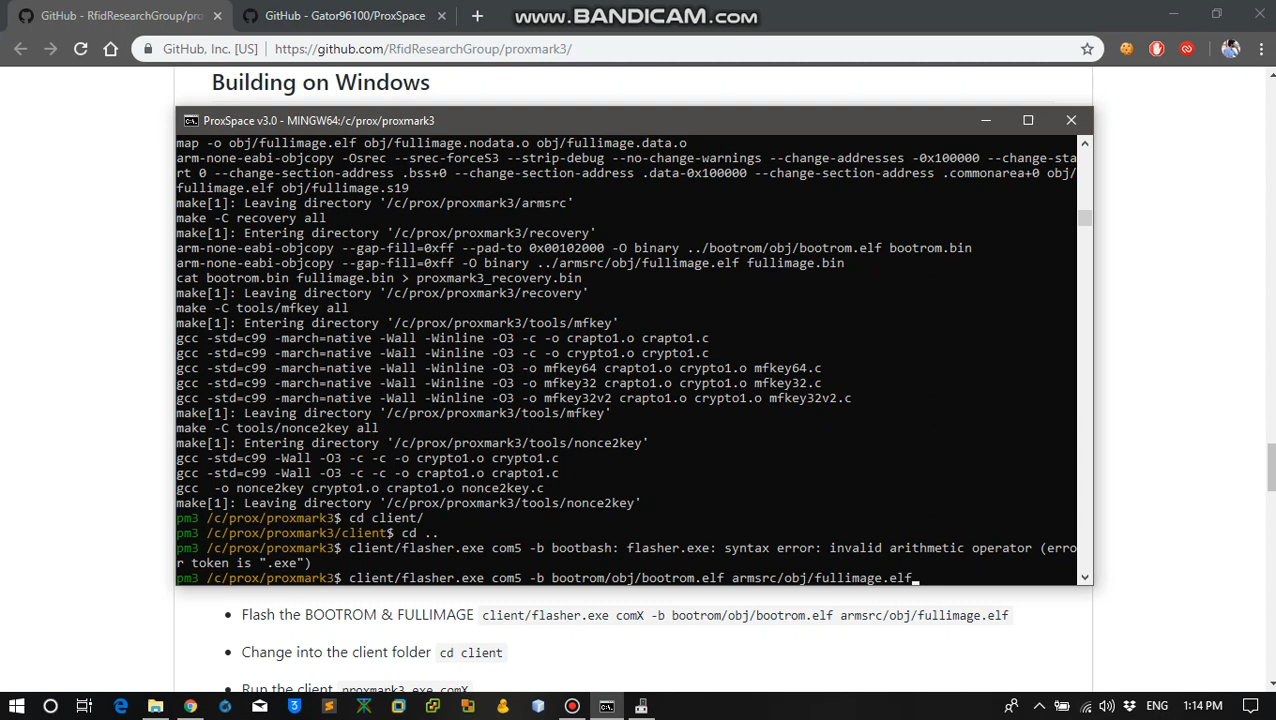 GitHub - RfidResearchGroup/pro
GitHub - Gator96100/ProxSpace
www.BANDICAM.com
GitHub, Inc. [US]
https://github.com/RfidResearchGroup/proxmark3/
Building on Windows
ProxSpace v3.0 - MINGW64:/c/prox/proxmark3
map -o obj/fullimage.elf obj/fullimage.nodata.o obj/fullimage.data.o
arm-none-eabi-objcopy -Osrec --srec-forceS3 --strip-debug --no-change-warnings --change-addresses -0x100000 --change-sta
rt 0 --change-section-address .bss+0 --change-section-address .data-0x100000 --change-section-address .commonarea+0 obj/
fullimage.elf obj/fullimage.s19
make[1]: Leaving directory '/c/prox/proxmark3/armsrc'
make -C recovery all
make[1]: Entering directory '/c/prox/proxmark3/recovery'
arm-none-eabi-objcopy --gap-fill=0xff --pad-to 0x00102000 -O binary ../bootrom/obj/bootrom.elf bootrom.bin
arm-none-eabi-objcopy --gap-fill=0xff -O binary ../armsrc/obj/fullimage.elf fullimage.bin
cat bootrom.bin fullimage.bin > proxmark3_recovery.bin
make[1]: Leaving directory '/c/prox/proxmark3/recovery'
make -C tools/mfkey all
make[1]: Entering directory '/c/prox/proxmark3/tools/mfkey'
gcc -std=c99 -march=native -Wall -Winline -O3 -c -o crapto1.o crapto1.c
gcc -std=c99 -march=native -Wall -Winline -O3 -c -o crypto1.o crypto1.c
gcc -std=c99 -march=native -Wall -Winline -O3 -o mfkey64 crapto1.o crypto1.o mfkey64.c
gcc -std=c99 -march=native -Wall -Winline -O3 -o mfkey32 crapto1.o crypto1.o mfkey32.c
gcc -std=c99 -march=native -Wall -Winline -O3 -o mfkey32v2 crapto1.o crypto1.o mfkey32v2.c
make[1]: Leaving directory '/c/prox/proxmark3/tools/mfkey'
make -C tools/nonce2key all
make[1]: Entering directory '/c/prox/proxmark3/tools/nonce2key'
gcc -std=c99 -Wall -O3 -c -c -o crypto1.o crypto1.c
gcc -std=c99 -Wall -O3 -c -c -o crapto1.o crapto1.c
gcc  -o nonce2key crypto1.o crapto1.o nonce2key.c
make[1]: Leaving directory '/c/prox/proxmark3/tools/nonce2key'
pm3 /c/prox/proxmark3$ cd client/
pm3 /c/prox/proxmark3/client$ cd ..
pm3 /c/prox/proxmark3$ client/flasher.exe com5 -b bootbash: flasher.exe: syntax error: invalid arithmetic operator (erro
r token is ".exe")
pm3 /c/prox/proxmark3$ client/flasher.exe com5 -b bootrom/obj/bootrom.elf armsrc/obj/fullimage.elf
Flash the BOOTROM & FULLIMAGE client/flasher.exe comX -b bootrom/obj/bootrom.elf armsrc/obj/fullimage.elf
Change into the client folder cd client
Run the client proxmark3.exe comX
ENG
1:14 PM